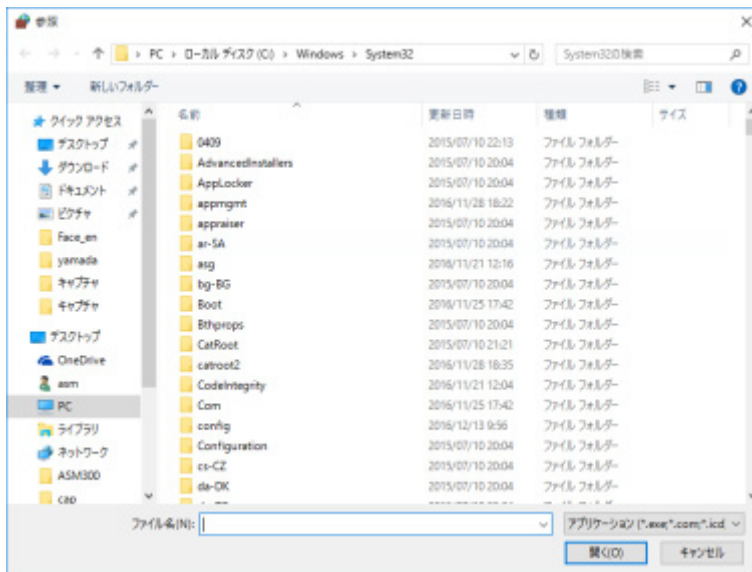 参照
PC › ローカル ディスク (C:) › Windows › System32
System32の検索
整理 新しいフォルダー
名前 更新日時 種類 サイズ
クイック アクセス
デスクトップ
ダウンロード
ドキュメント
ピクチャ
Face_en
yamada
キャプチャ
キャプチャ
デスクトップ
OneDrive
asm
PC
ライブラリ
ネットワーク
ASM300
cap
0409 2015/07/10 22:13 ファイル フォルダー
AdvancedInstallers 2015/07/10 20:04 ファイル フォルダー
AppLocker 2015/07/10 20:04 ファイル フォルダー
appmgmt 2016/11/28 18:22 ファイル フォルダー
appraiser 2015/07/10 20:04 ファイル フォルダー
ar-SA 2015/07/10 20:04 ファイル フォルダー
asg 2016/11/21 12:16 ファイル フォルダー
bg-BG 2015/07/10 20:04 ファイル フォルダー
Boot 2016/11/25 17:42 ファイル フォルダー
Bthprops 2015/07/10 20:04 ファイル フォルダー
CatRoot 2015/07/10 21:21 ファイル フォルダー
catroot2 2016/11/28 18:35 ファイル フォルダー
CodeIntegrity 2016/11/21 12:04 ファイル フォルダー
Com 2016/11/25 17:42 ファイル フォルダー
config 2016/12/13 9:56 ファイル フォルダー
Configuration 2015/07/10 20:04 ファイル フォルダー
cs-CZ 2015/07/10 20:04 ファイル フォルダー
da-DK 2015/07/10 20:04 ファイル フォルダー
ファイル名(N):
アプリケーション (*.exe;*.com;*.icd
開く(O) キャンセル